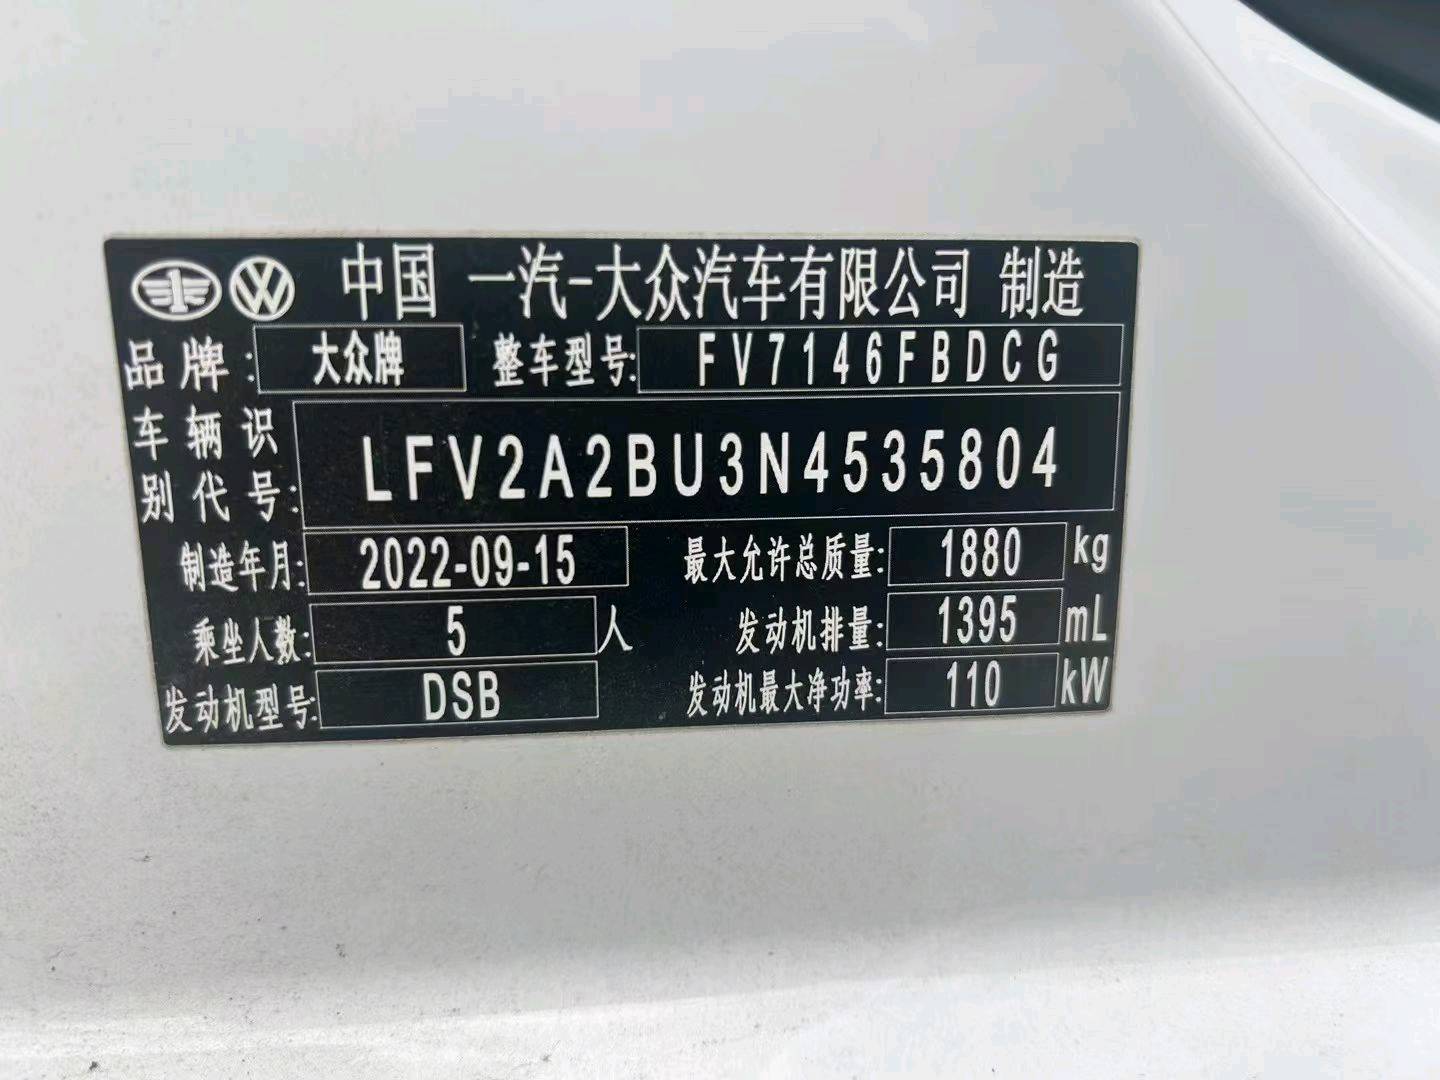 中国 一汽-大众汽车有限公司 制造
品牌: 大众牌 整车型号: FV7146FBDCG
车辆识别代号: LFV2A2BU3N4535804
制造年月: 2022-09-15 最大允许总质量: 1880 kg
乘坐人数: 5 人 发动机排量: 1395 mL
发动机型号: DSB 发动机最大净功率: 110 kW